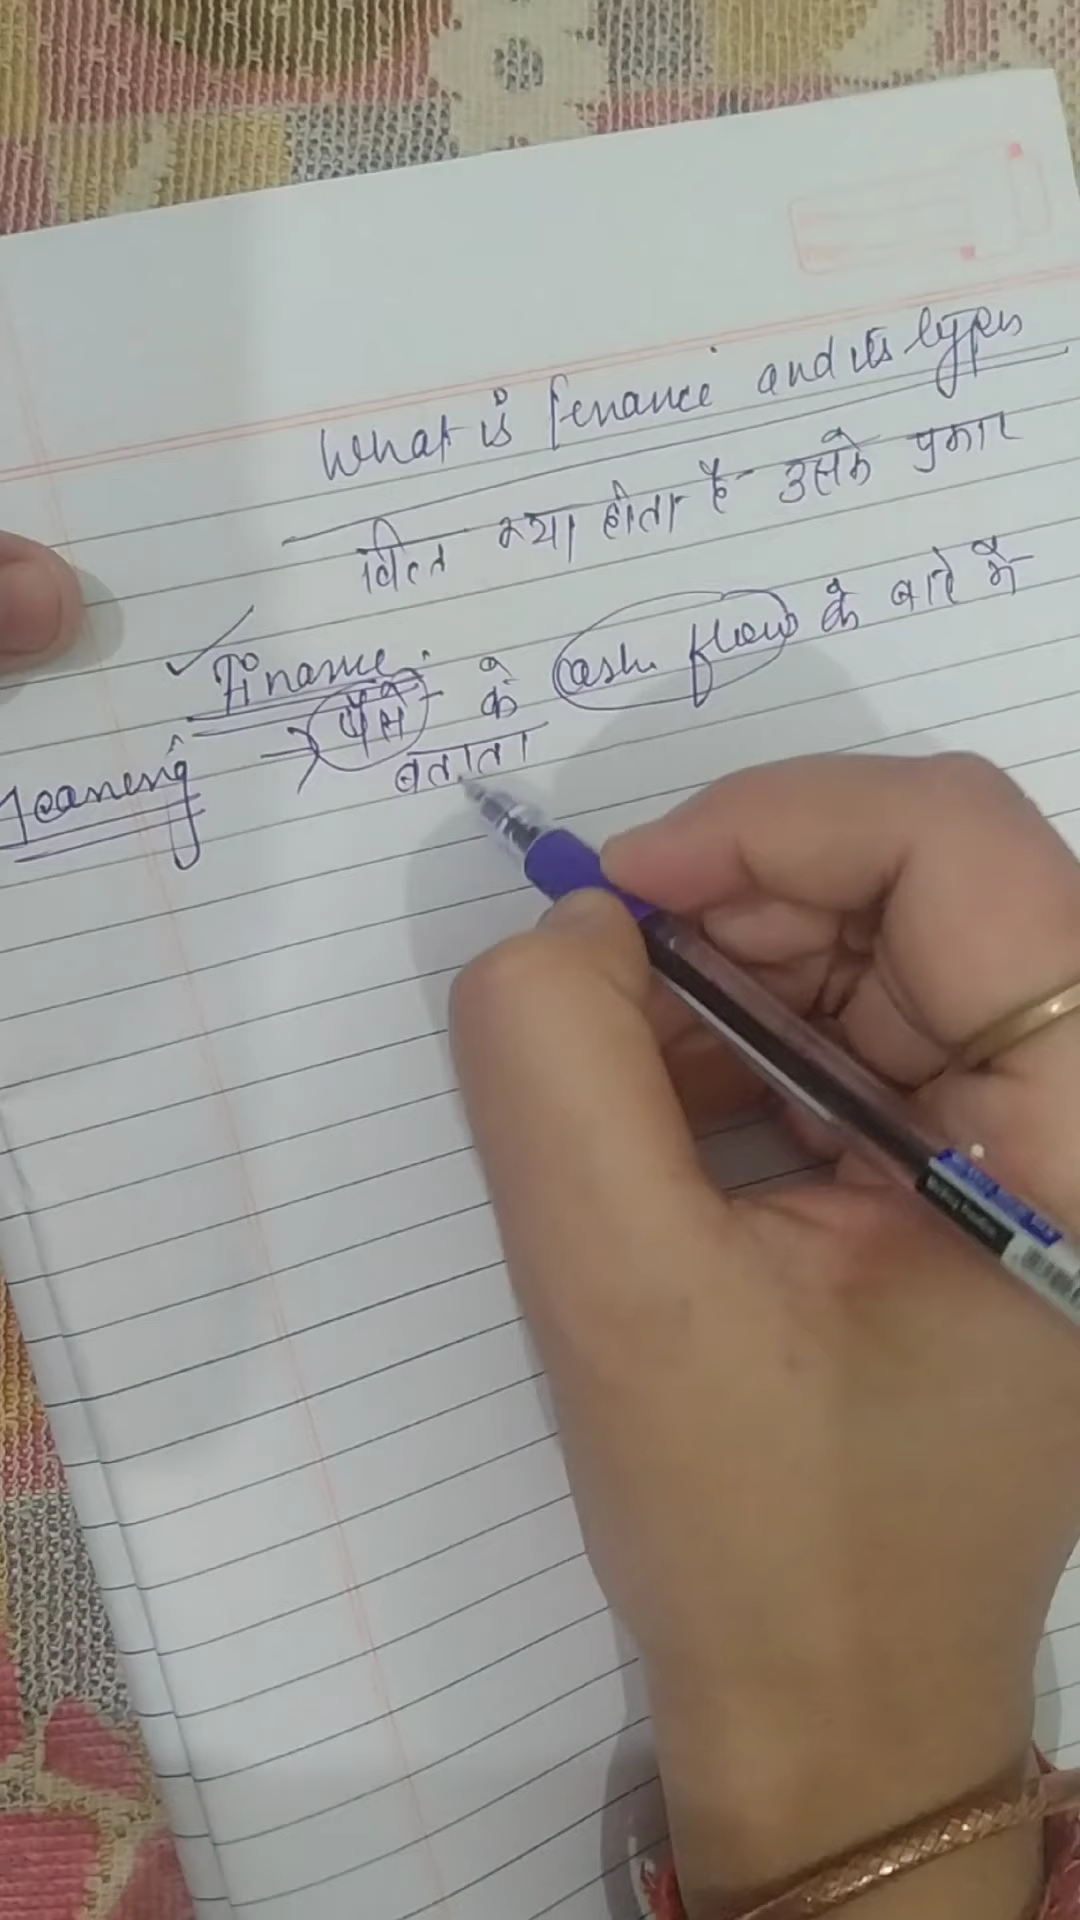 What is finance and its types
वित्त क्या होता है उसके प्रकार
Finance
Meaning → पैसे के cash flow के बारे में
बताता